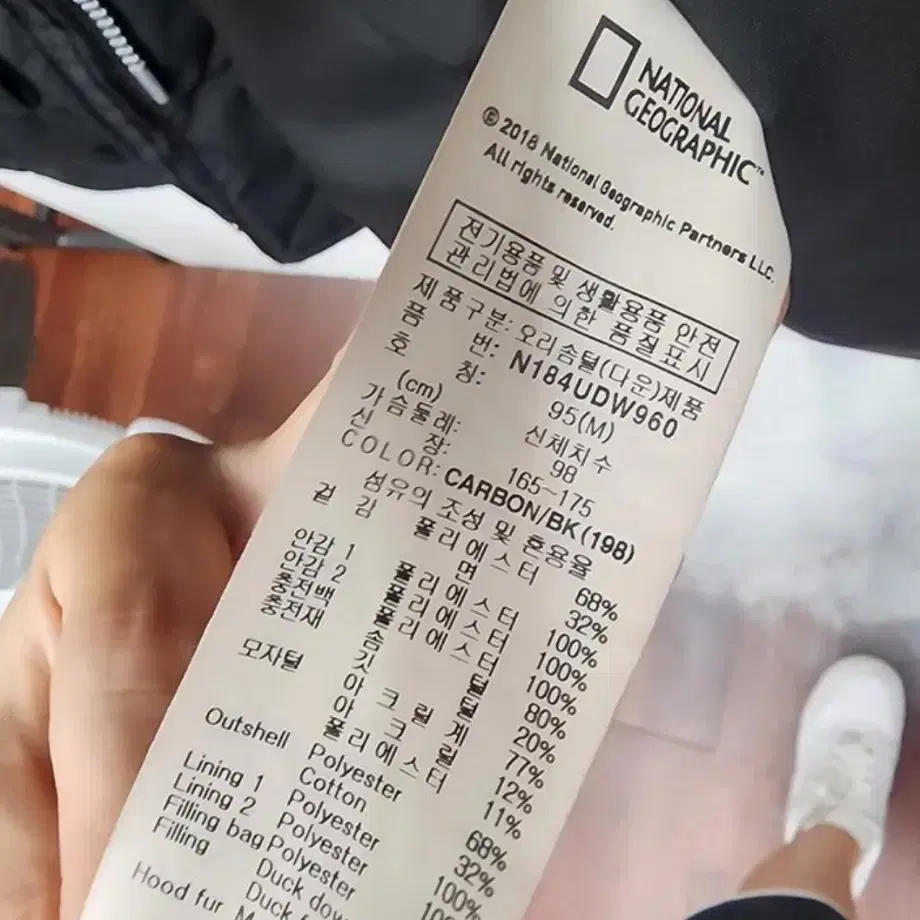 NATIONAL
GEOGRAPHIC™
© 2018 National Geographic Partners LLC.
All rights reserved.
전기용품 및 생활용품 안전
관리법에 의한 품질표시
제품구분: 오리솜털(다운)제품
품 번: N184UDW960
호 칭: 95(M)
(cm) 신체치수
가슴둘레: 98
신 장: 165~175
COLOR: CARBON/BK(198)
섬유의 조성 및 혼용율
겉 감 폴리에스터 68%
면 32%
안감 1 폴리에스터 100%
안감 2 폴리에스터 100%
충전백 폴리에스터 100%
충전재 솜 털 80%
깃 털 20%
모자털 아크릴계 77%
아크릴 12%
폴리에스터 11%
Outshell Polyester 68%
Cotton 32%
Lining 1 Polyester 100%
Lining 2 Polyester
Filling bag Polyester
Filling Duck down
Duck
Hood fur